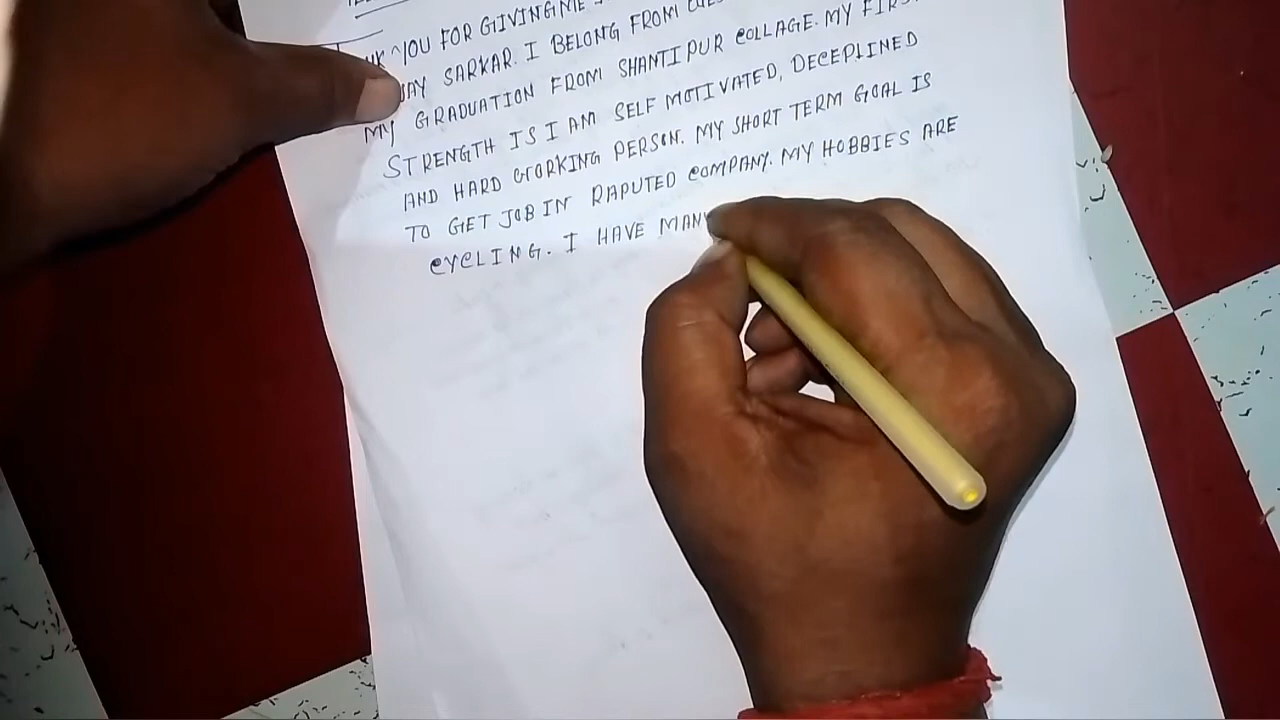 YOU FOR GIVING ME
SARKAR. I BELONG FROM
MY GRADUATION FROM SHANTIPUR COLLAGE. MY
STRENGTH IS I AM SELF MOTIVATED, DECEPLINED
AND HARD WORKING PERSON. MY SHORT TERM GOAL IS
TO GET JOB IN RAPUTED COMPANY. MY HOBBIES ARE
CYCLING. I HAVE MANY